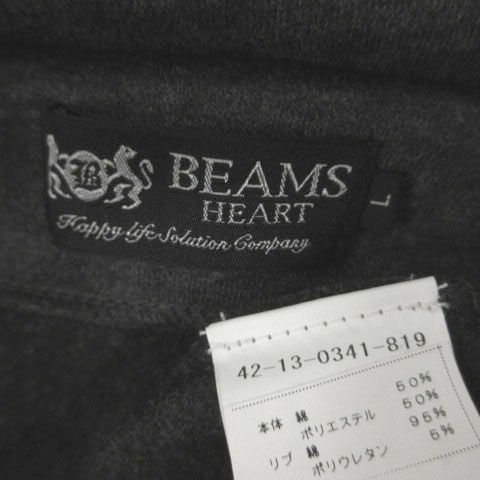 BEAMS
HEART
Happy life Solution Company
L
42-13-0341-819
本体 綿 50%
ポリエステル 50%
リブ 綿 95%
ポリウレタン 5%